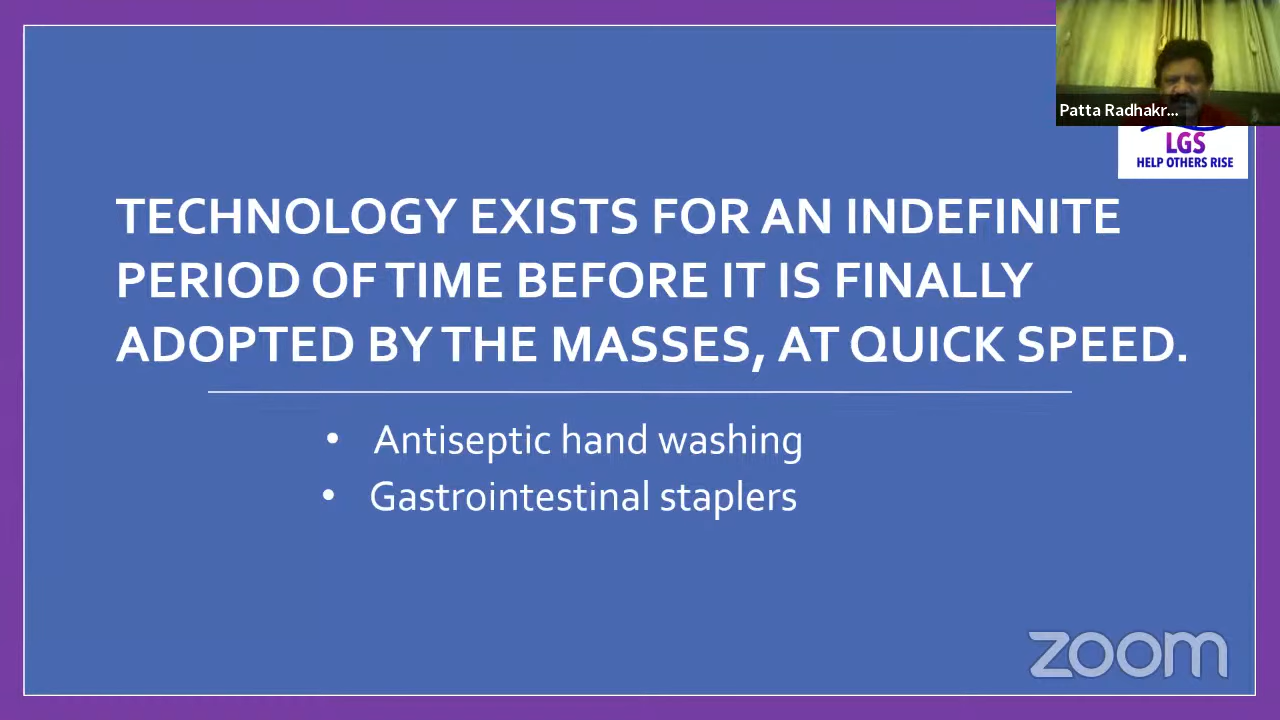 Patta Radhakr...
LGS
HELP OTHERS RISE
TECHNOLOGY EXISTS FOR AN INDEFINITE
PERIOD OF TIME BEFORE IT IS FINALLY
ADOPTED BY THE MASSES, AT QUICK SPEED.
• Antiseptic hand washing
• Gastrointestinal staplers
zoom